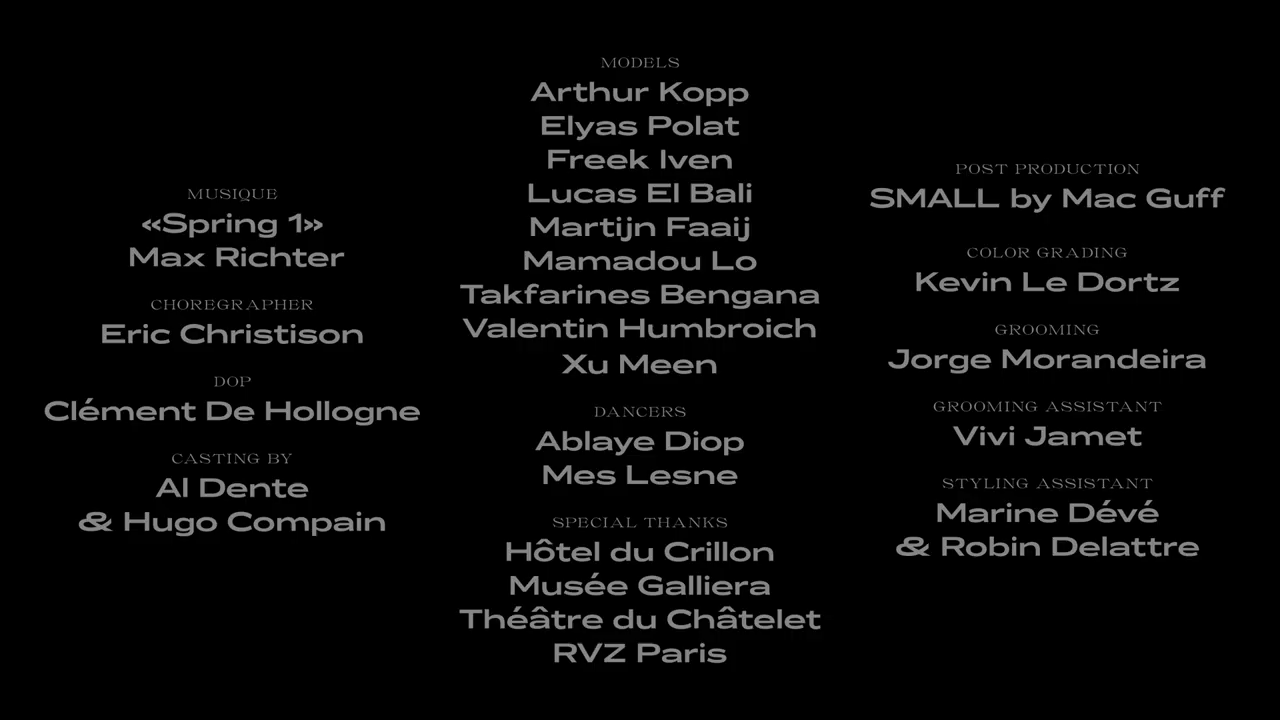 MUSIQUE
«Spring 1»
Max Richter
CHOREGRAPHER
Eric Christison
DOP
Clément De Hollogne
CASTING BY
Al Dente
& Hugo Compain
MODELS
Arthur Kopp
Elyas Polat
Freek Iven
Lucas El Bali
Martijn Faaij
Mamadou Lo
Takfarines Bengana
Valentin Humbroich
Xu Meen
DANCERS
Ablaye Diop
Mes Lesne
SPECIAL THANKS
Hôtel du Crillon
Musée Galliera
Théâtre du Châtelet
RVZ Paris
POST PRODUCTION
SMALL by Mac Guff
COLOR GRADING
Kevin Le Dortz
GROOMING
Jorge Morandeira
GROOMING ASSISTANT
Vivi Jamet
STYLING ASSISTANT
Marine Dévé
& Robin Delattre